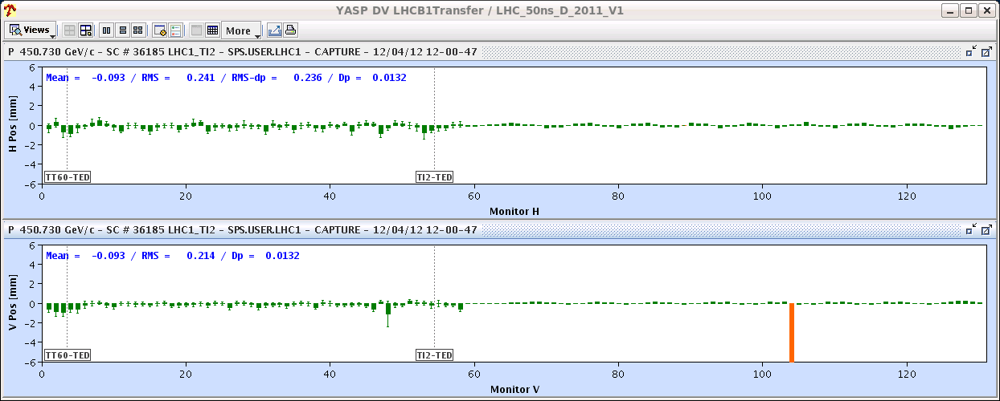 YASP DV LHCB1Transfer / LHC_50ns_D_2011_V1
Views More
P 450.730 GeV/c - SC # 36185 LHC1_TI2 - SPS.USER.LHC1 - CAPTURE - 12/04/12 12-00-47
Mean = -0.093 / RMS = 0.241 / RMS-dp = 0.236 / Dp = 0.0132
H Pos [mm]
6
4
2
0
-2
-4
-6
TT60-TED TI2-TED
0 20 40 60 80 100 120
Monitor H
P 450.730 GeV/c - SC # 36185 LHC1_TI2 - SPS.USER.LHC1 - CAPTURE - 12/04/12 12-00-47
Mean = -0.093 / RMS = 0.214 / Dp = 0.0132
V Pos [mm]
6
4
2
0
-2
-4
-6
TT60-TED TI2-TED
0 20 40 60 80 100 120
Monitor V